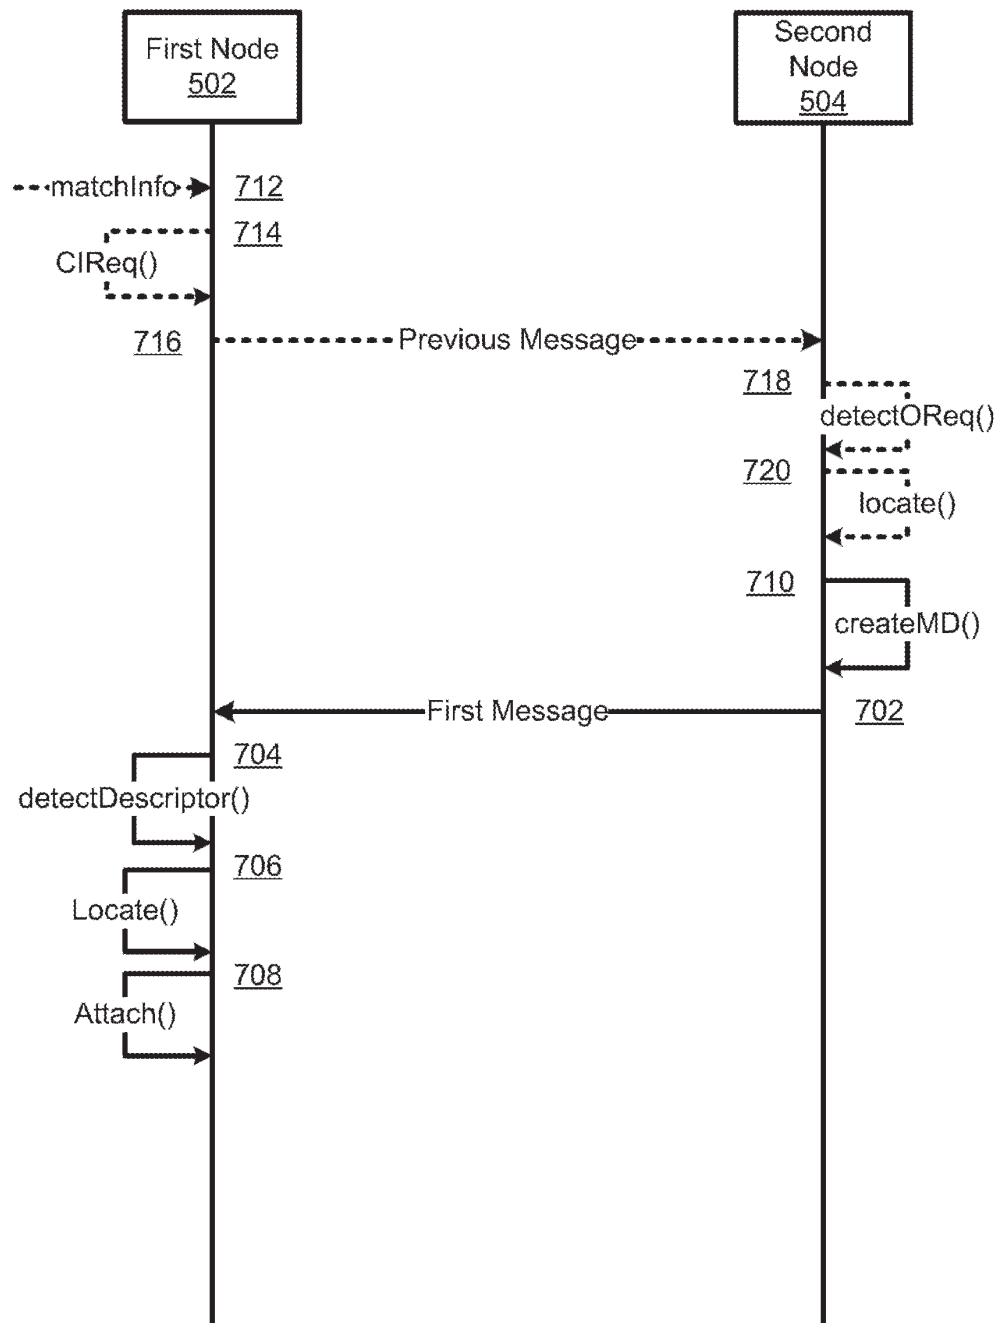 First Node
502
Second
Node
504
matchInfo
712
714
CIReq()
716
Previous Message
718
detectOReq()
720
locate()
710
createMD()
First Message
702
704
detectDescriptor()
706
Locate()
708
Attach()